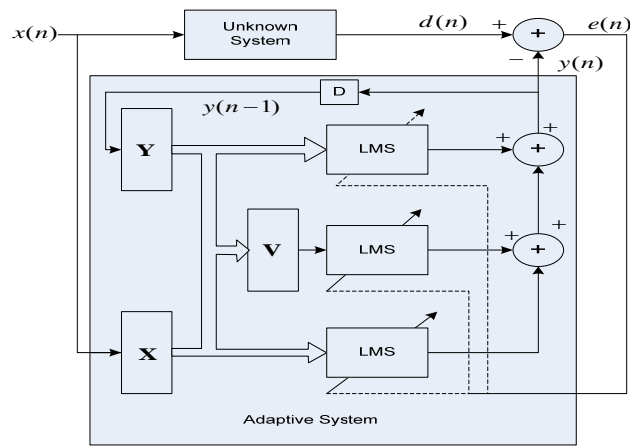 x(n)
Unknown
System
d(n)
+
+
e(n)
−
y(n)
D
y(n−1)
Y
LMS
+
+
+
V
LMS
+
+
+
X
LMS
Adaptive System